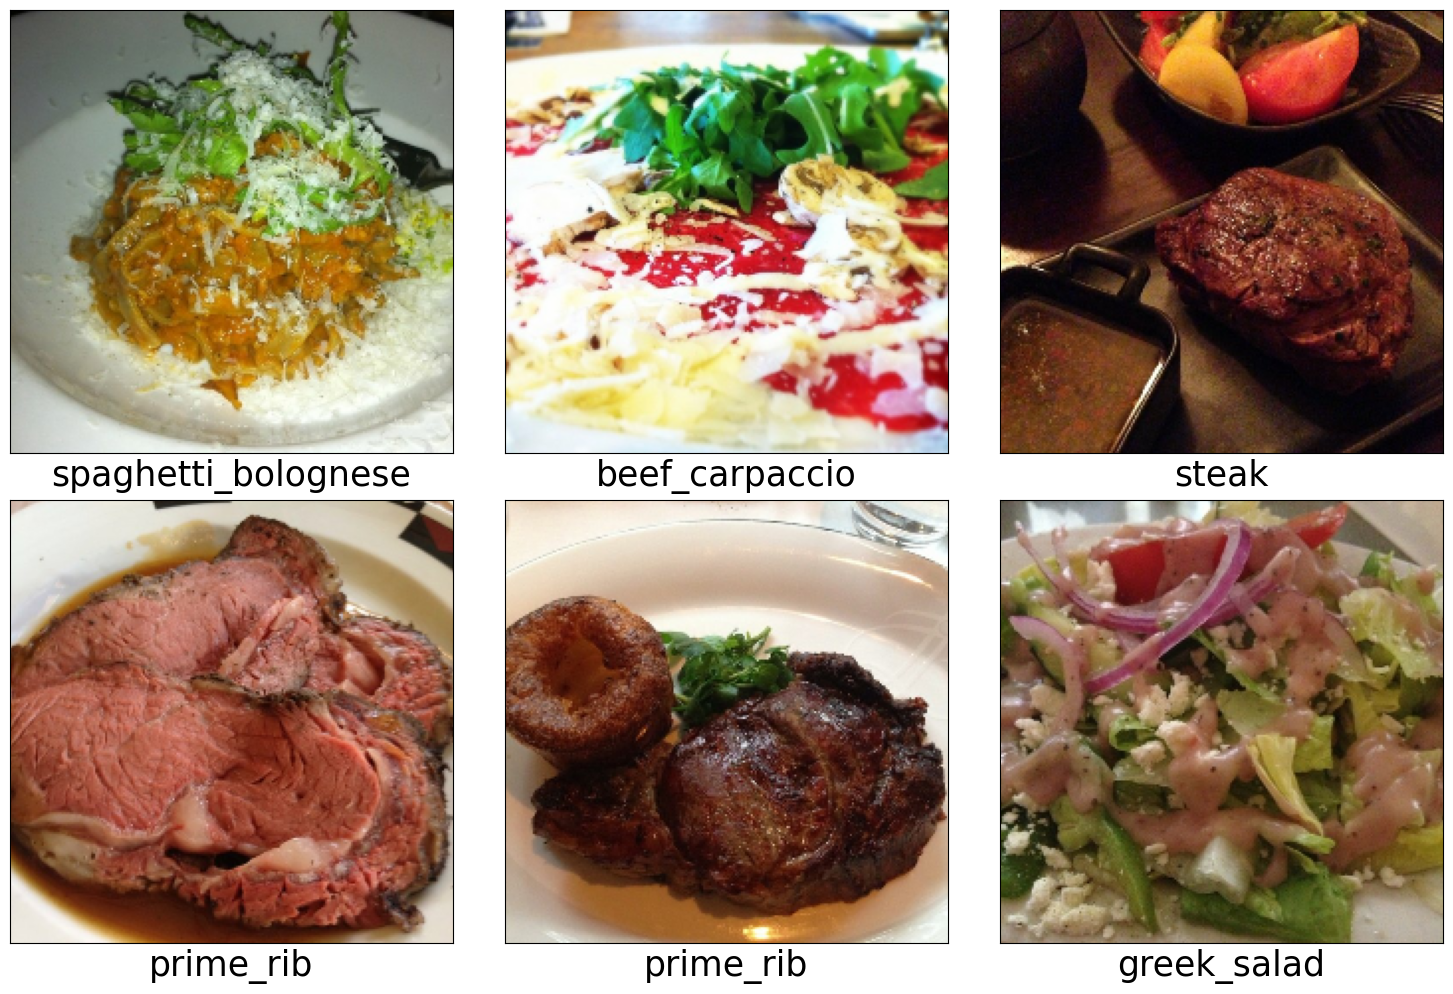 spaghetti_bolognese
beef_carpaccio
steak
prime_rib
prime_rib
greek_salad